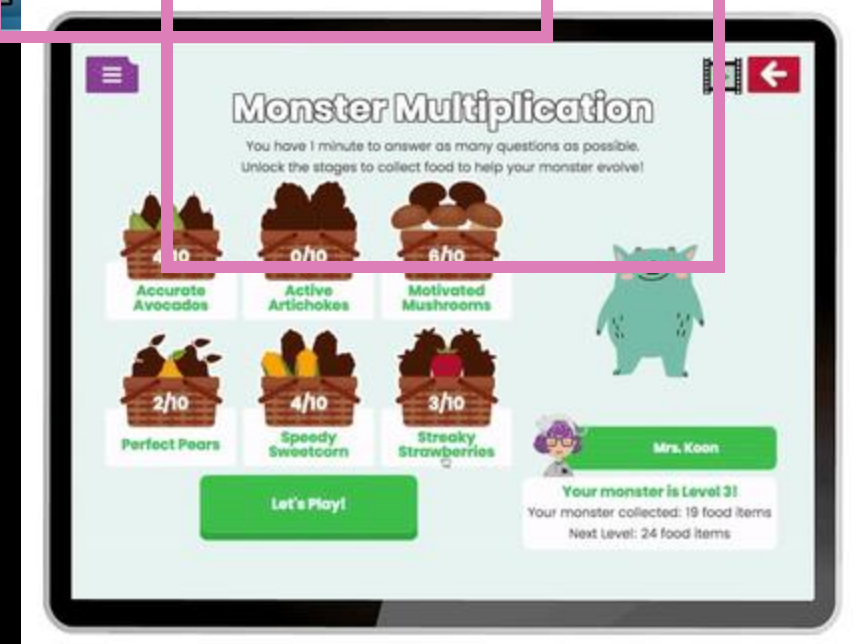 Monster Multiplication
You have 1 minute to answer as many questions as possible.
Unlock the stages to collect food to help your monster evolve!
4/10
0/10
6/10
Accurate
Avocados
Active
Artichokes
Motivated
Mushrooms
2/10
4/10
3/10
Perfect Pears
Speedy
Sweetcorn
Streaky
Strawberries
Let's Play!
Mrs. Koon
Your monster is Level 3!
Your monster collected: 19 food items
Next Level: 24 food items